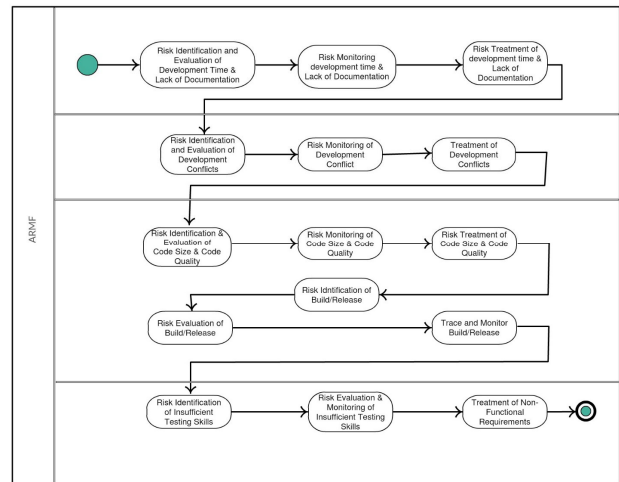 ARMF
Risk Identification and
Evaluation of
Development Time &
Lack of Documentation
Risk Monitoring
development time &
Lack of Documentation
Risk Treatment of
development time &
Lack of
Documentation
Risk Identification
and Evaluation of
Development
Conflicts
Risk Monitoring of
Development
Conflict
Treatment of
Development
Conflicts
Risk Identification &
Evaluation of
Code Size & Code
Quality
Risk Monitoring of
Code Size & Code
Quality
Risk Treatment of
Code Size & Code
Quality
Risk Idntification of
Build/Release
Risk Evaluation of
Build/Release
Trace and Monitor
Build/Release
Risk Identification
of Insufficient
Testing Skills
Risk Evaluation &
Monitoring of
Insufficient Testing
Skills
Treatment of Non-
Functional
Requirements